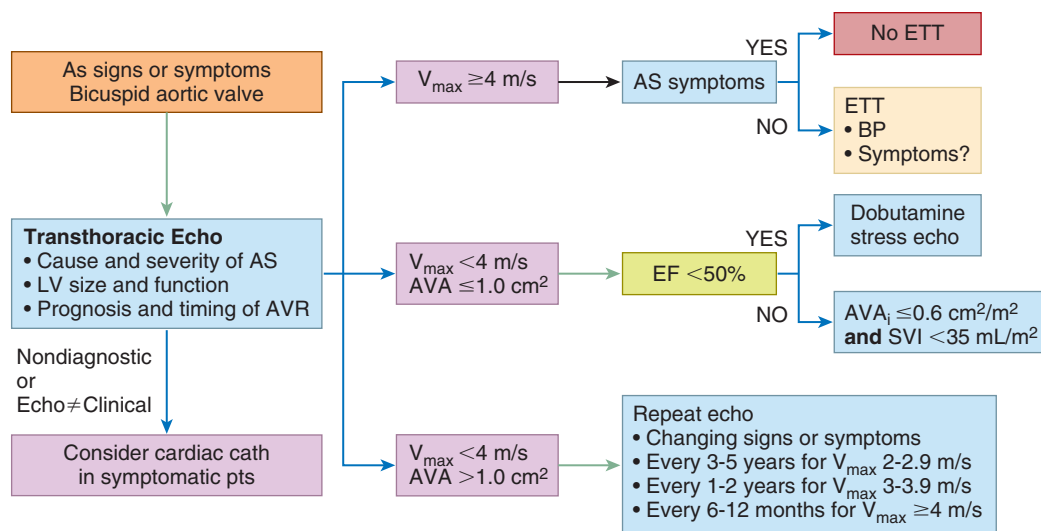 As signs or symptoms
Bicuspid aortic valve
Transthoracic Echo
• Cause and severity of AS
• LV size and function
• Prognosis and timing of AVR
Nondiagnostic
or
Echo≠Clinical
Consider cardiac cath
in symptomatic pts
Vmax ≥4 m/s
AS symptoms
YES
No ETT
NO
ETT
• BP
• Symptoms?
Vmax <4 m/s
AVA ≤1.0 cm²
EF <50%
YES
Dobutamine
stress echo
NO
AVAi ≤0.6 cm²/m²
and SVI <35 mL/m²
Vmax <4 m/s
AVA >1.0 cm²
Repeat echo
• Changing signs or symptoms
• Every 3-5 years for Vmax 2-2.9 m/s
• Every 1-2 years for Vmax 3-3.9 m/s
• Every 6-12 months for Vmax ≥4 m/s